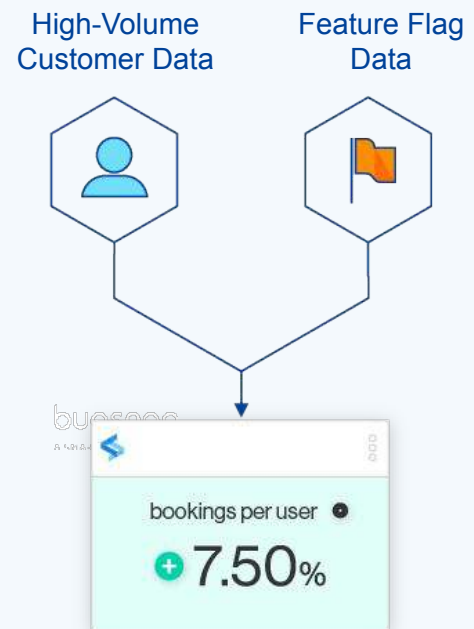 High-Volume
Customer Data
Feature Flag
Data
bookings per user
7.50%